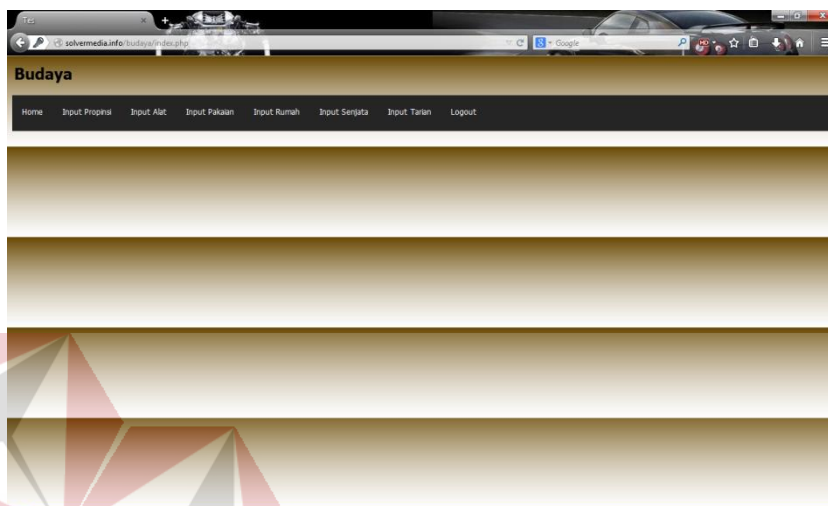 Tes
solvermedia.info/budaya/index.php
Google
Budaya
Home Input Propinsi Input Alat Input Pakaian Input Rumah Input Senjata Input Tarian Logout